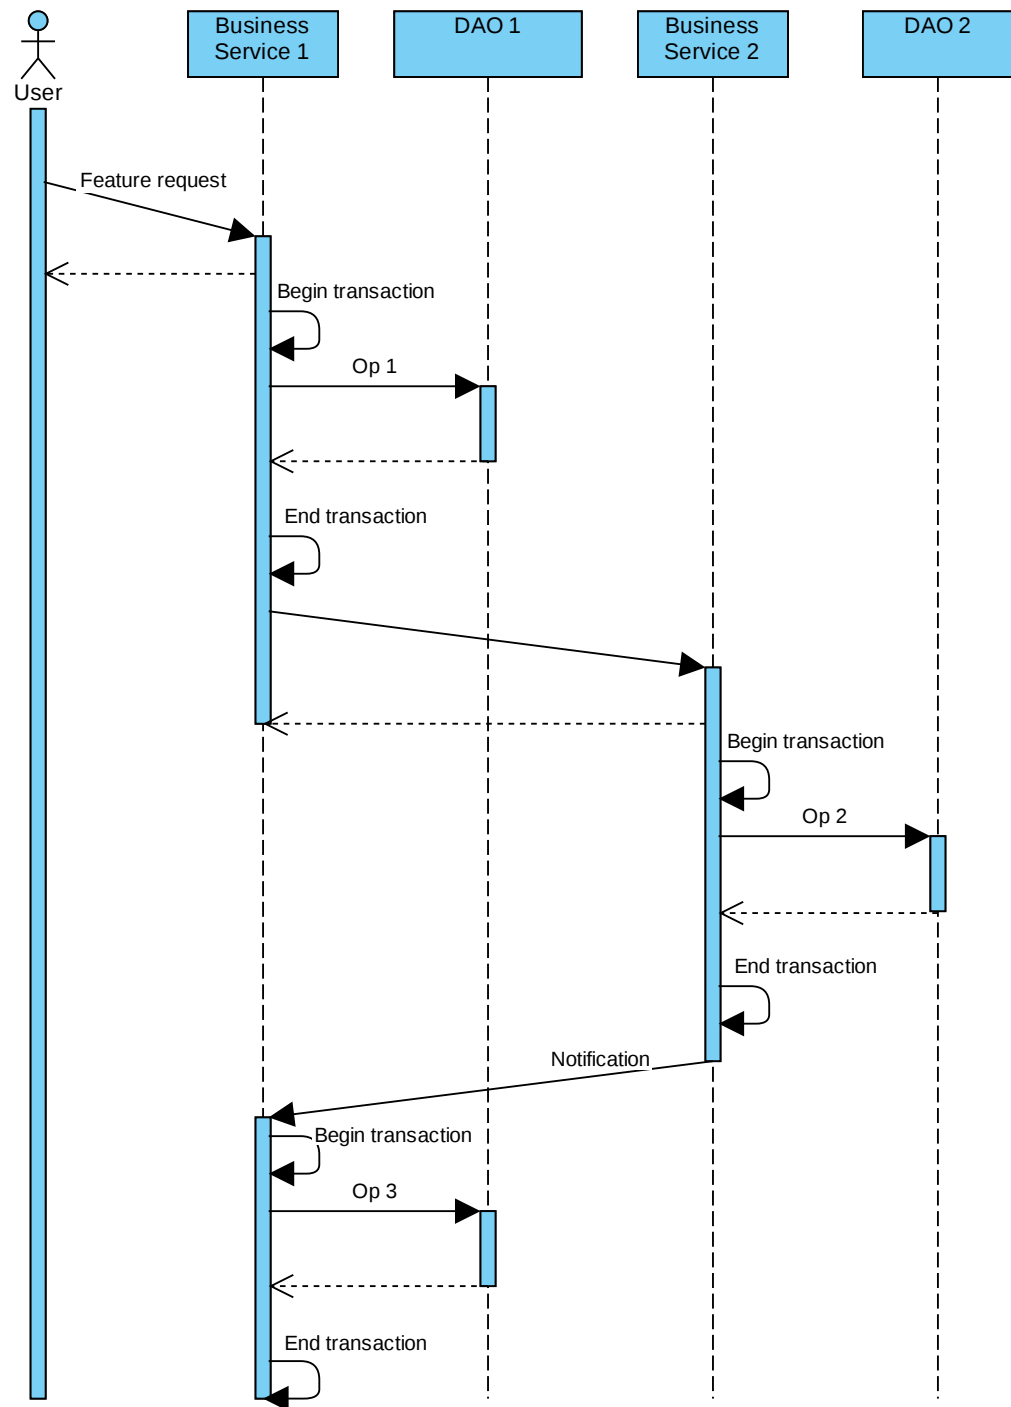 Business
Service 1
DAO 1
Business
Service 2
DAO 2
User
Feature request
Begin transaction
Op 1
End transaction
Begin transaction
Op 2
End transaction
Notification
Begin transaction
Op 3
End transaction